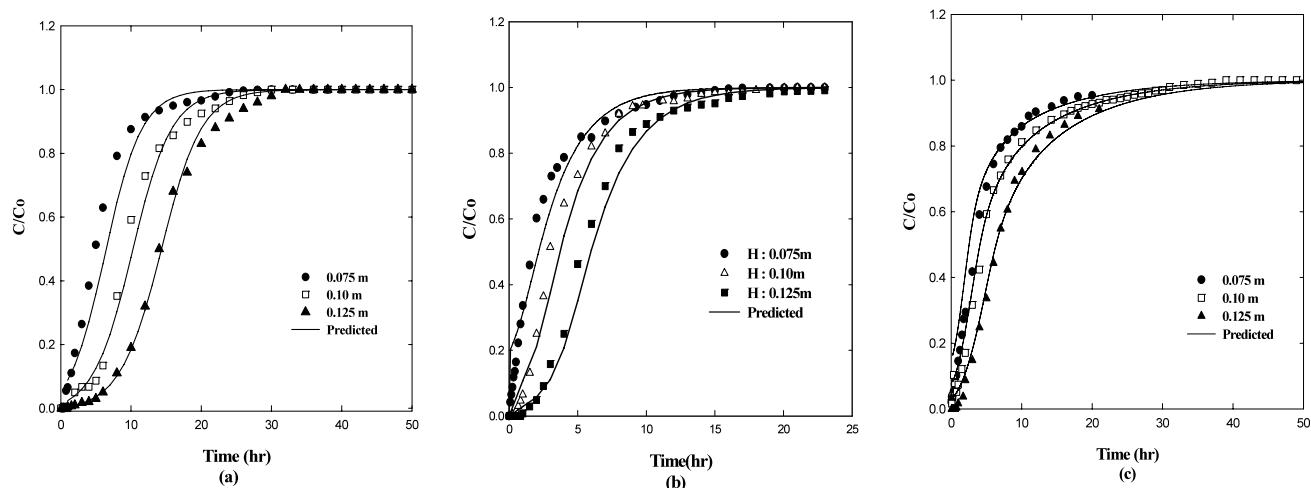 1.2
1.0
0.8
0.6
0.4
0.2
0.0
C/Co
0 10 20 30 40 50
Time (hr)
(a)
0.075 m
0.10 m
0.125 m
Predicted
1.2
1.0
0.8
0.6
0.4
0.2
0.0
C/Co
0 5 10 15 20 25
Time(hr)
(b)
H : 0.075m
H : 0.10m
H : 0.125m
Predicted
1.2
1.0
0.8
0.6
0.4
0.2
0.0
C/Co
0 10 20 30 40 50
Time (hr)
(c)
0.075 m
0.10 m
0.125 m
Predicted